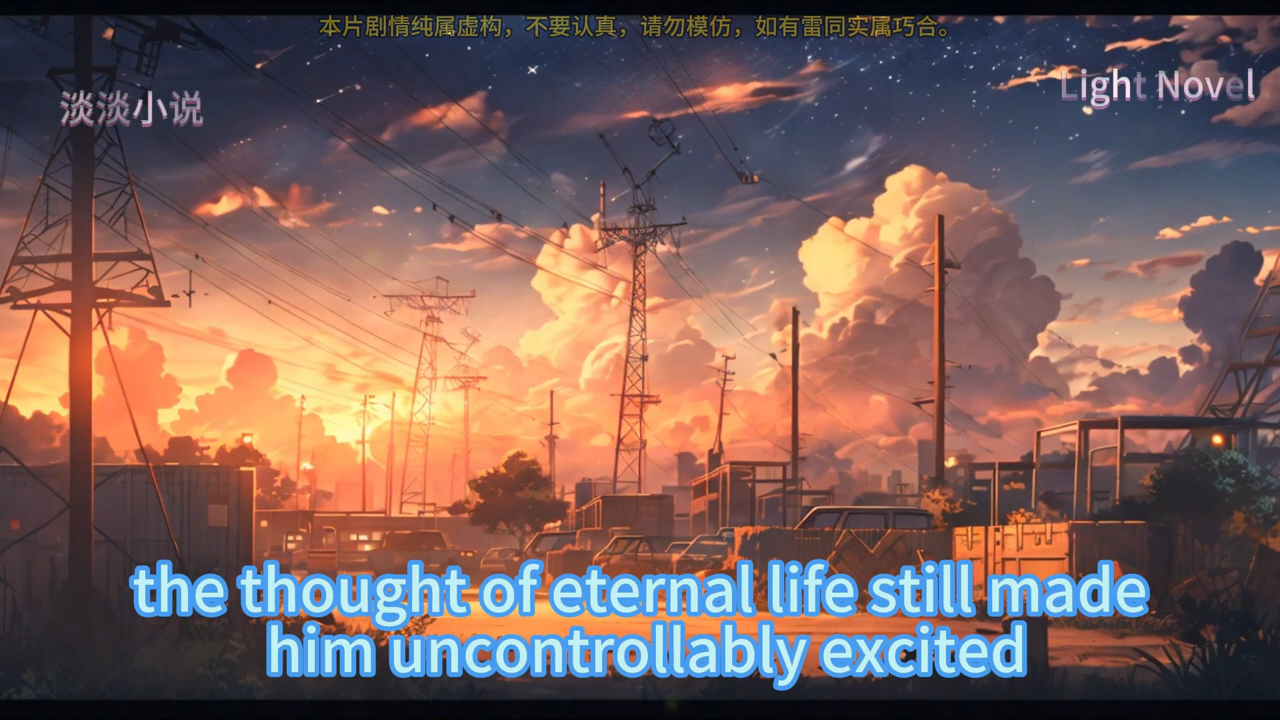 本片剧情纯属虚构，不要认真，请勿模仿，如有雷同实属巧合。
淡淡小说
Light Novel
the thought of eternal life still made
him uncontrollably excited